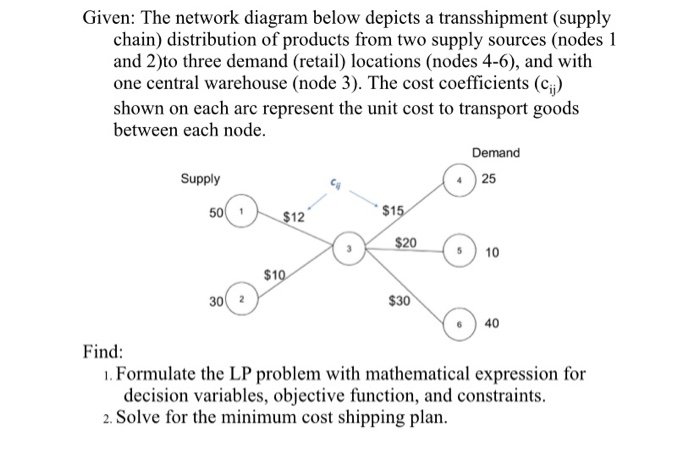 Given: The network diagram below depicts a transshipment (supply
chain) distribution of products from two supply sources (nodes 1
and 2)to three demand (retail) locations (nodes 4-6), and with
one central warehouse (node 3). The cost coefficients (cij)
shown on each arc represent the unit cost to transport goods
between each node.
Demand
Supply
cij
4 25
50 1
$12
$15
3
$20
5 10
$10
30 2
$30
6 40
Find:
1. Formulate the LP problem with mathematical expression for
decision variables, objective function, and constraints.
2. Solve for the minimum cost shipping plan.